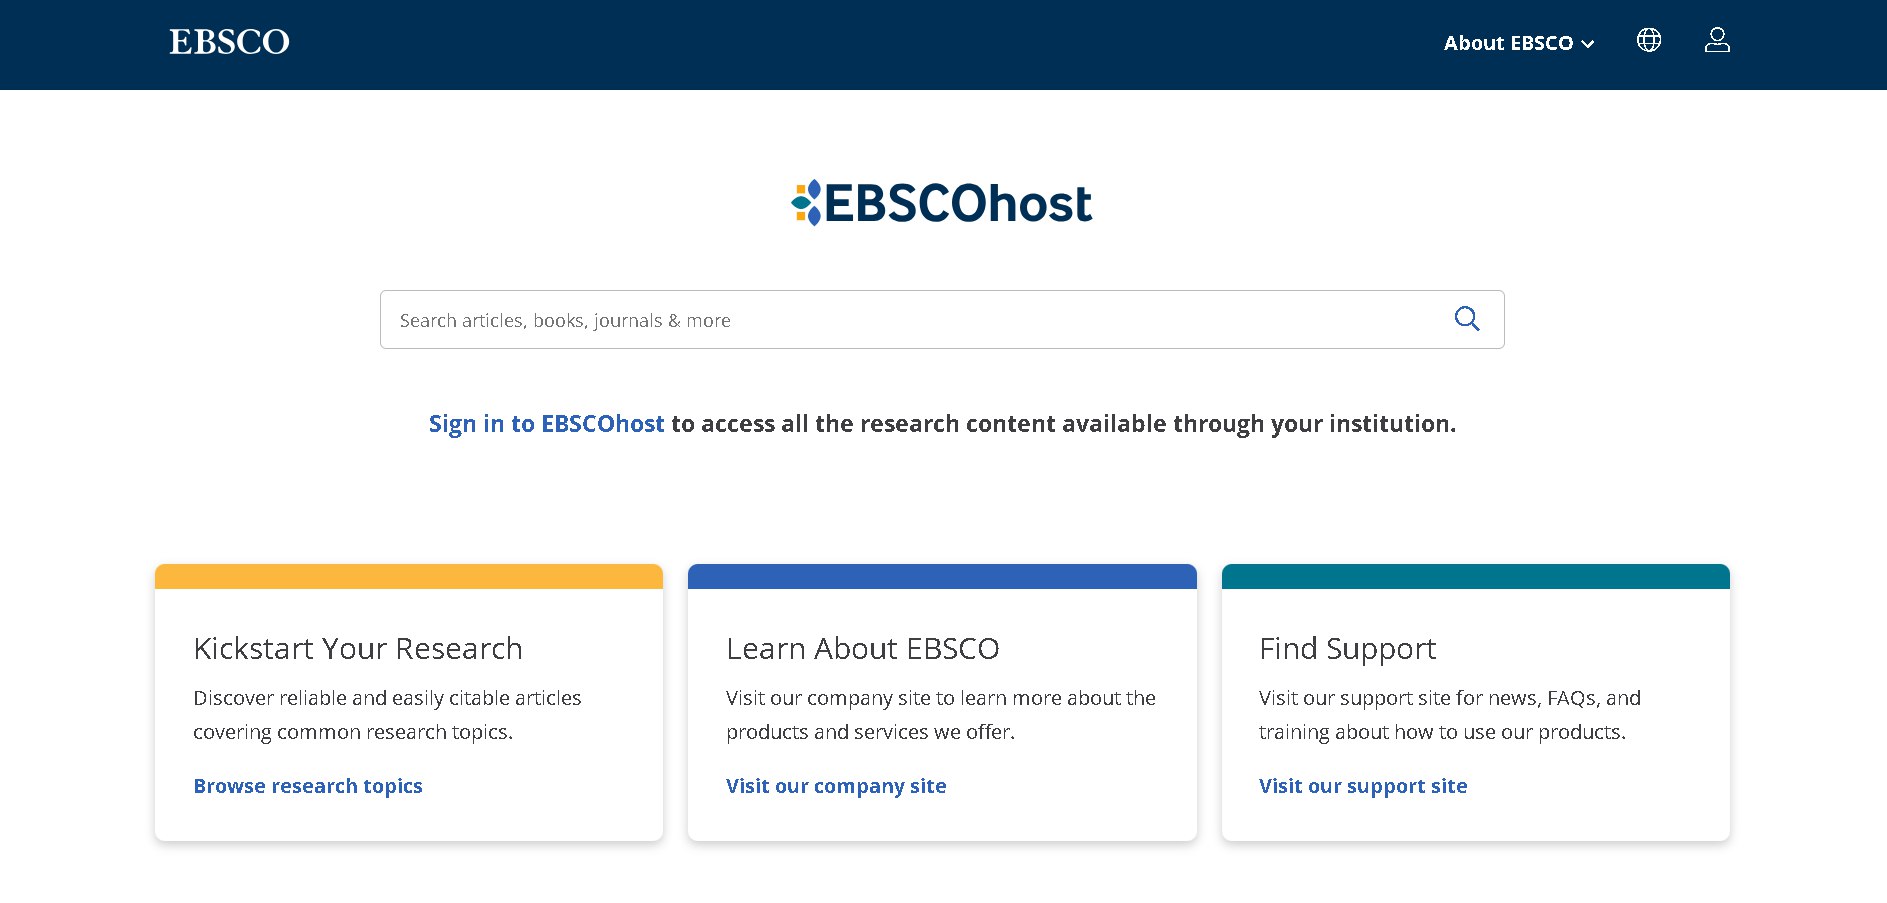 EBSCO
About EBSCO
EBSCOhost
Search articles, books, journals & more
Sign in to EBSCOhost to access all the research content available through your institution.
Kickstart Your Research
Discover reliable and easily citable articles
covering common research topics.
Browse research topics
Learn About EBSCO
Visit our company site to learn more about the
products and services we offer.
Visit our company site
Find Support
Visit our support site for news, FAQs, and
training about how to use our products.
Visit our support site